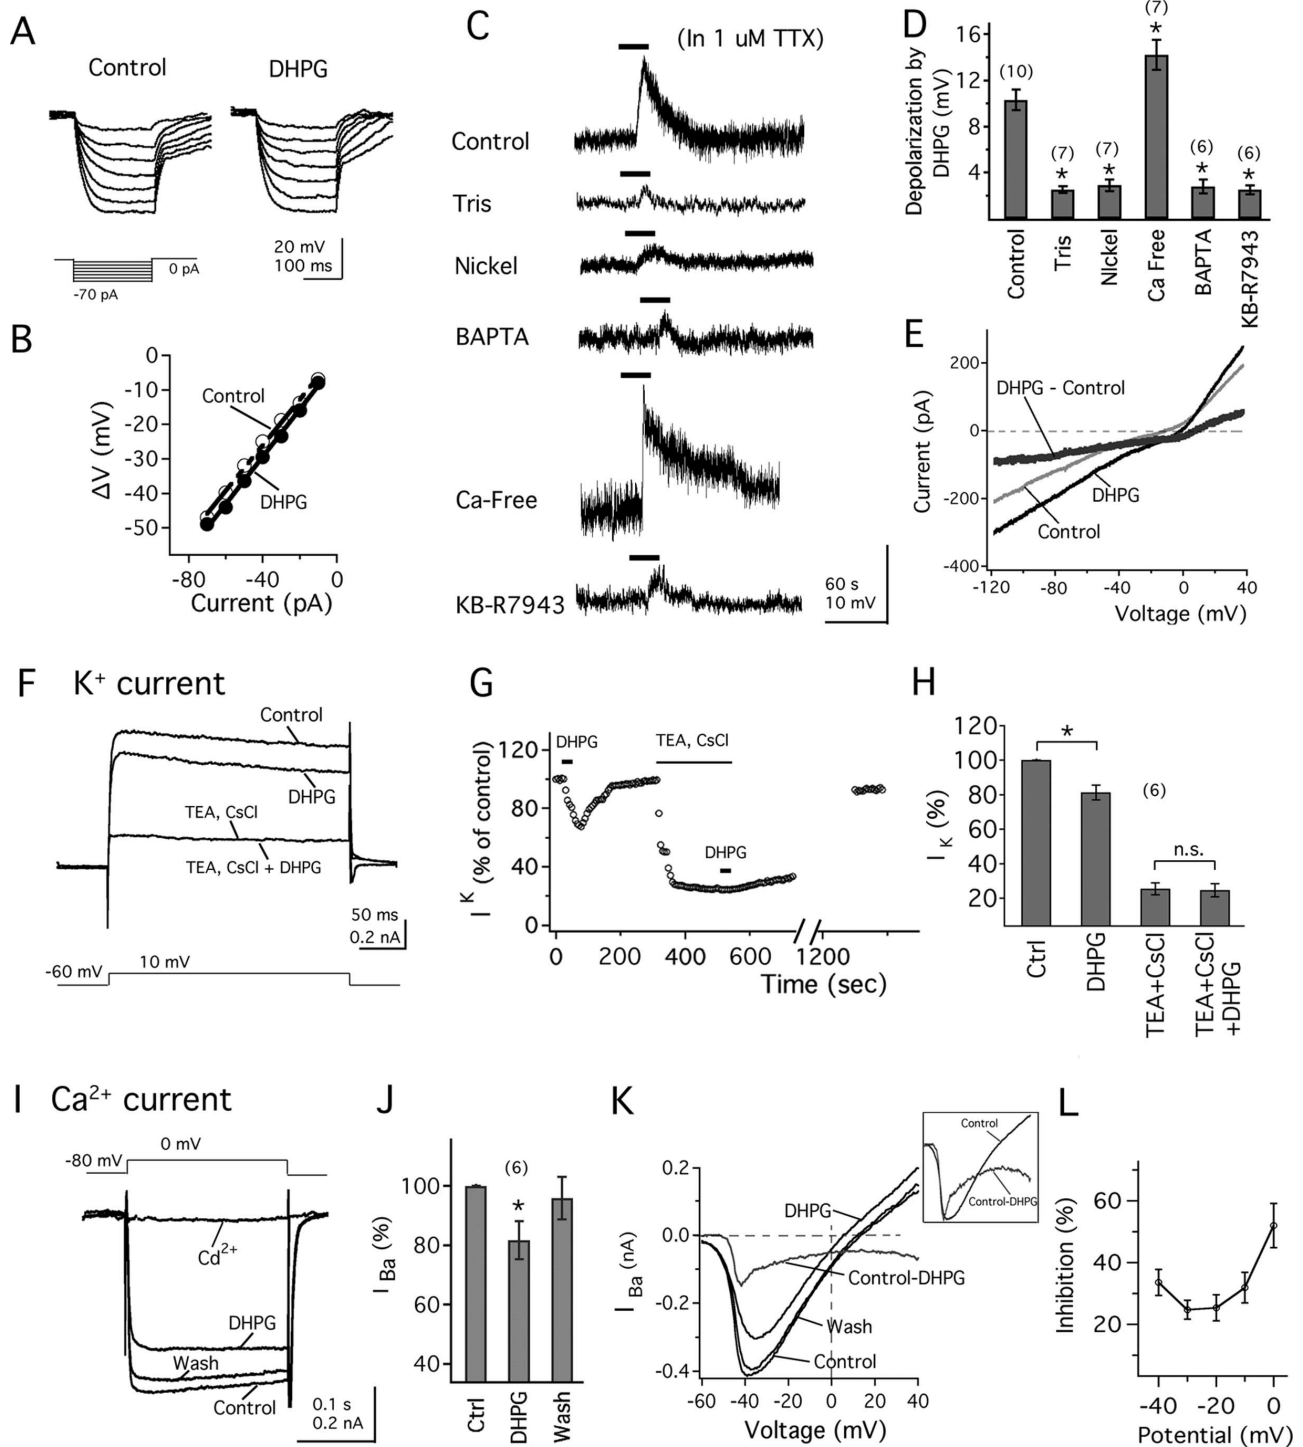 A
Control
DHPG
20 mV
100 ms
0 pA
-70 pA
B
0
-10
-20
-30
-40
-50
ΔV (mV)
Control
DHPG
-80
-40
0
Current (pA)
C
(In 1 uM TTX)
Control
Tris
Nickel
BAPTA
Ca-Free
KB-R7943
60 s
10 mV
D
Depolarization by
DHPG (mV)
16
12
8
4
(10)
(7)
*
(7)
*
(7)
*
(6)
*
(6)
*
Control
Tris
NIckel
Ca Free
BAPTA
KB-R7943
E
Current (pA)
200
0
-200
-400
DHPG - Control
DHPG
Control
-120
-80
-40
0
40
Voltage (mV)
F
K+ current
Control
DHPG
TEA, CsCl
TEA, CsCl + DHPG
50 ms
0.2 nA
-60 mV
10 mV
G
I K (% of control)
120
80
40
0
DHPG
TEA, CsCl
DHPG
0
200
400
600
1200
Time (sec)
H
I K (%)
120
100
80
60
40
20
*
(6)
n.s.
Ctrl
DHPG
TEA+CsCl
TEA+CsCl
+DHPG
I
Ca2+ current
-80 mV
0 mV
Cd2+
DHPG
Wash
Control
0.1 s
0.2 nA
J
I Ba (%)
100
80
60
40
(6)
*
Ctrl
DHPG
Wash
K
I Ba (nA)
0.2
0.0
-0.2
-0.4
DHPG
Control-DHPG
Wash
Control
-60
-40
-20
0
20
40
Voltage (mV)
Control
Control-DHPG
L
Inhibition (%)
60
40
20
-40
-20
0
Potential (mV)